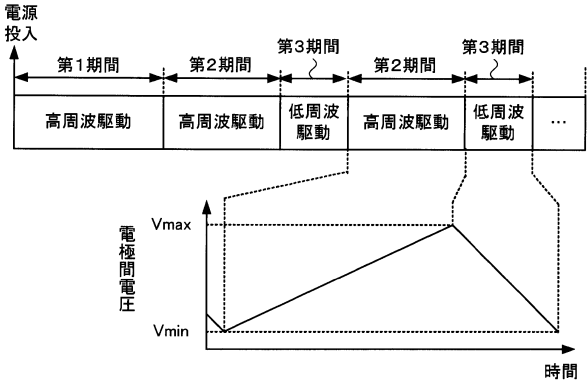 電源
投入
第1期間
第2期間
第3期間
第2期間
第3期間
高周波駆動
高周波駆動
低周波
駆動
高周波駆動
低周波
駆動
…
電極間電圧
Vmax
Vmin
時間